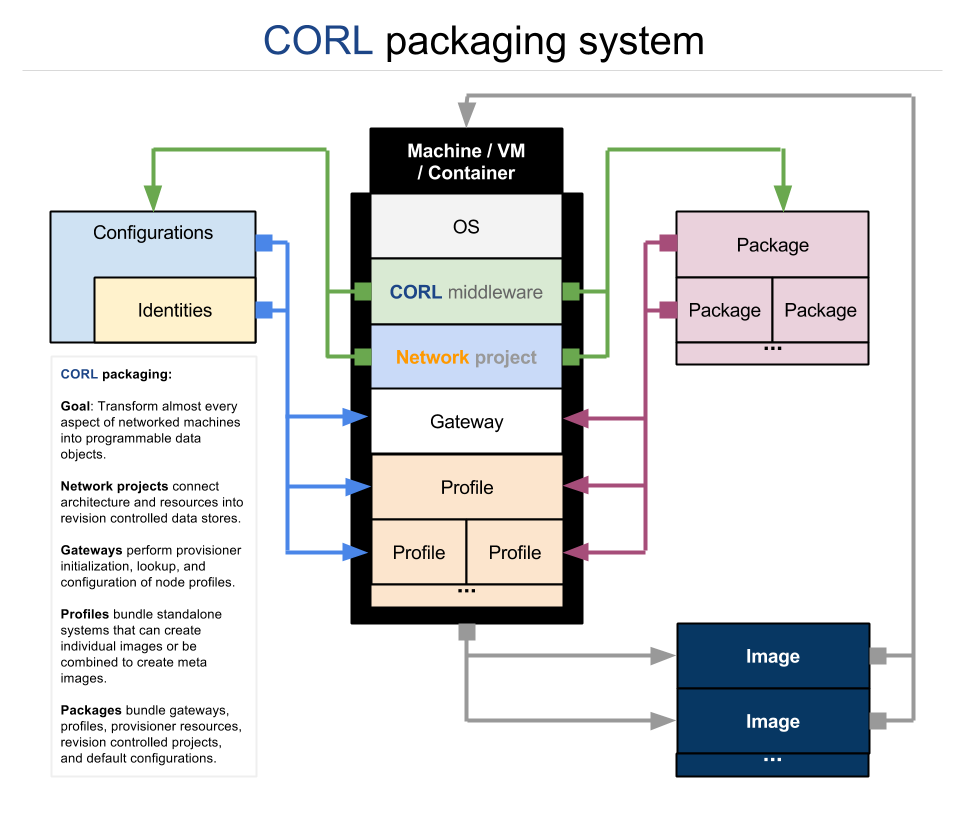 CORL packaging system
Machine / VM
/ Container
OS
CORL middleware
Network project
Gateway
Profile
Profile
Profile
...
Configurations
Identities
Package
Package
Package
...
CORL packaging:
Goal: Transform almost every
aspect of networked machines
into programmable data
objects.
Network projects connect
architecture and resources into
revision controlled data stores.
Gateways perform provisioner
initialization, lookup, and
configuration of node profiles.
Profiles bundle standalone
systems that can create
individual images or be
combined to create meta
images.
Packages bundle gateways,
profiles, provisioner resources,
revision controlled projects,
and default configurations.
Image
Image
...